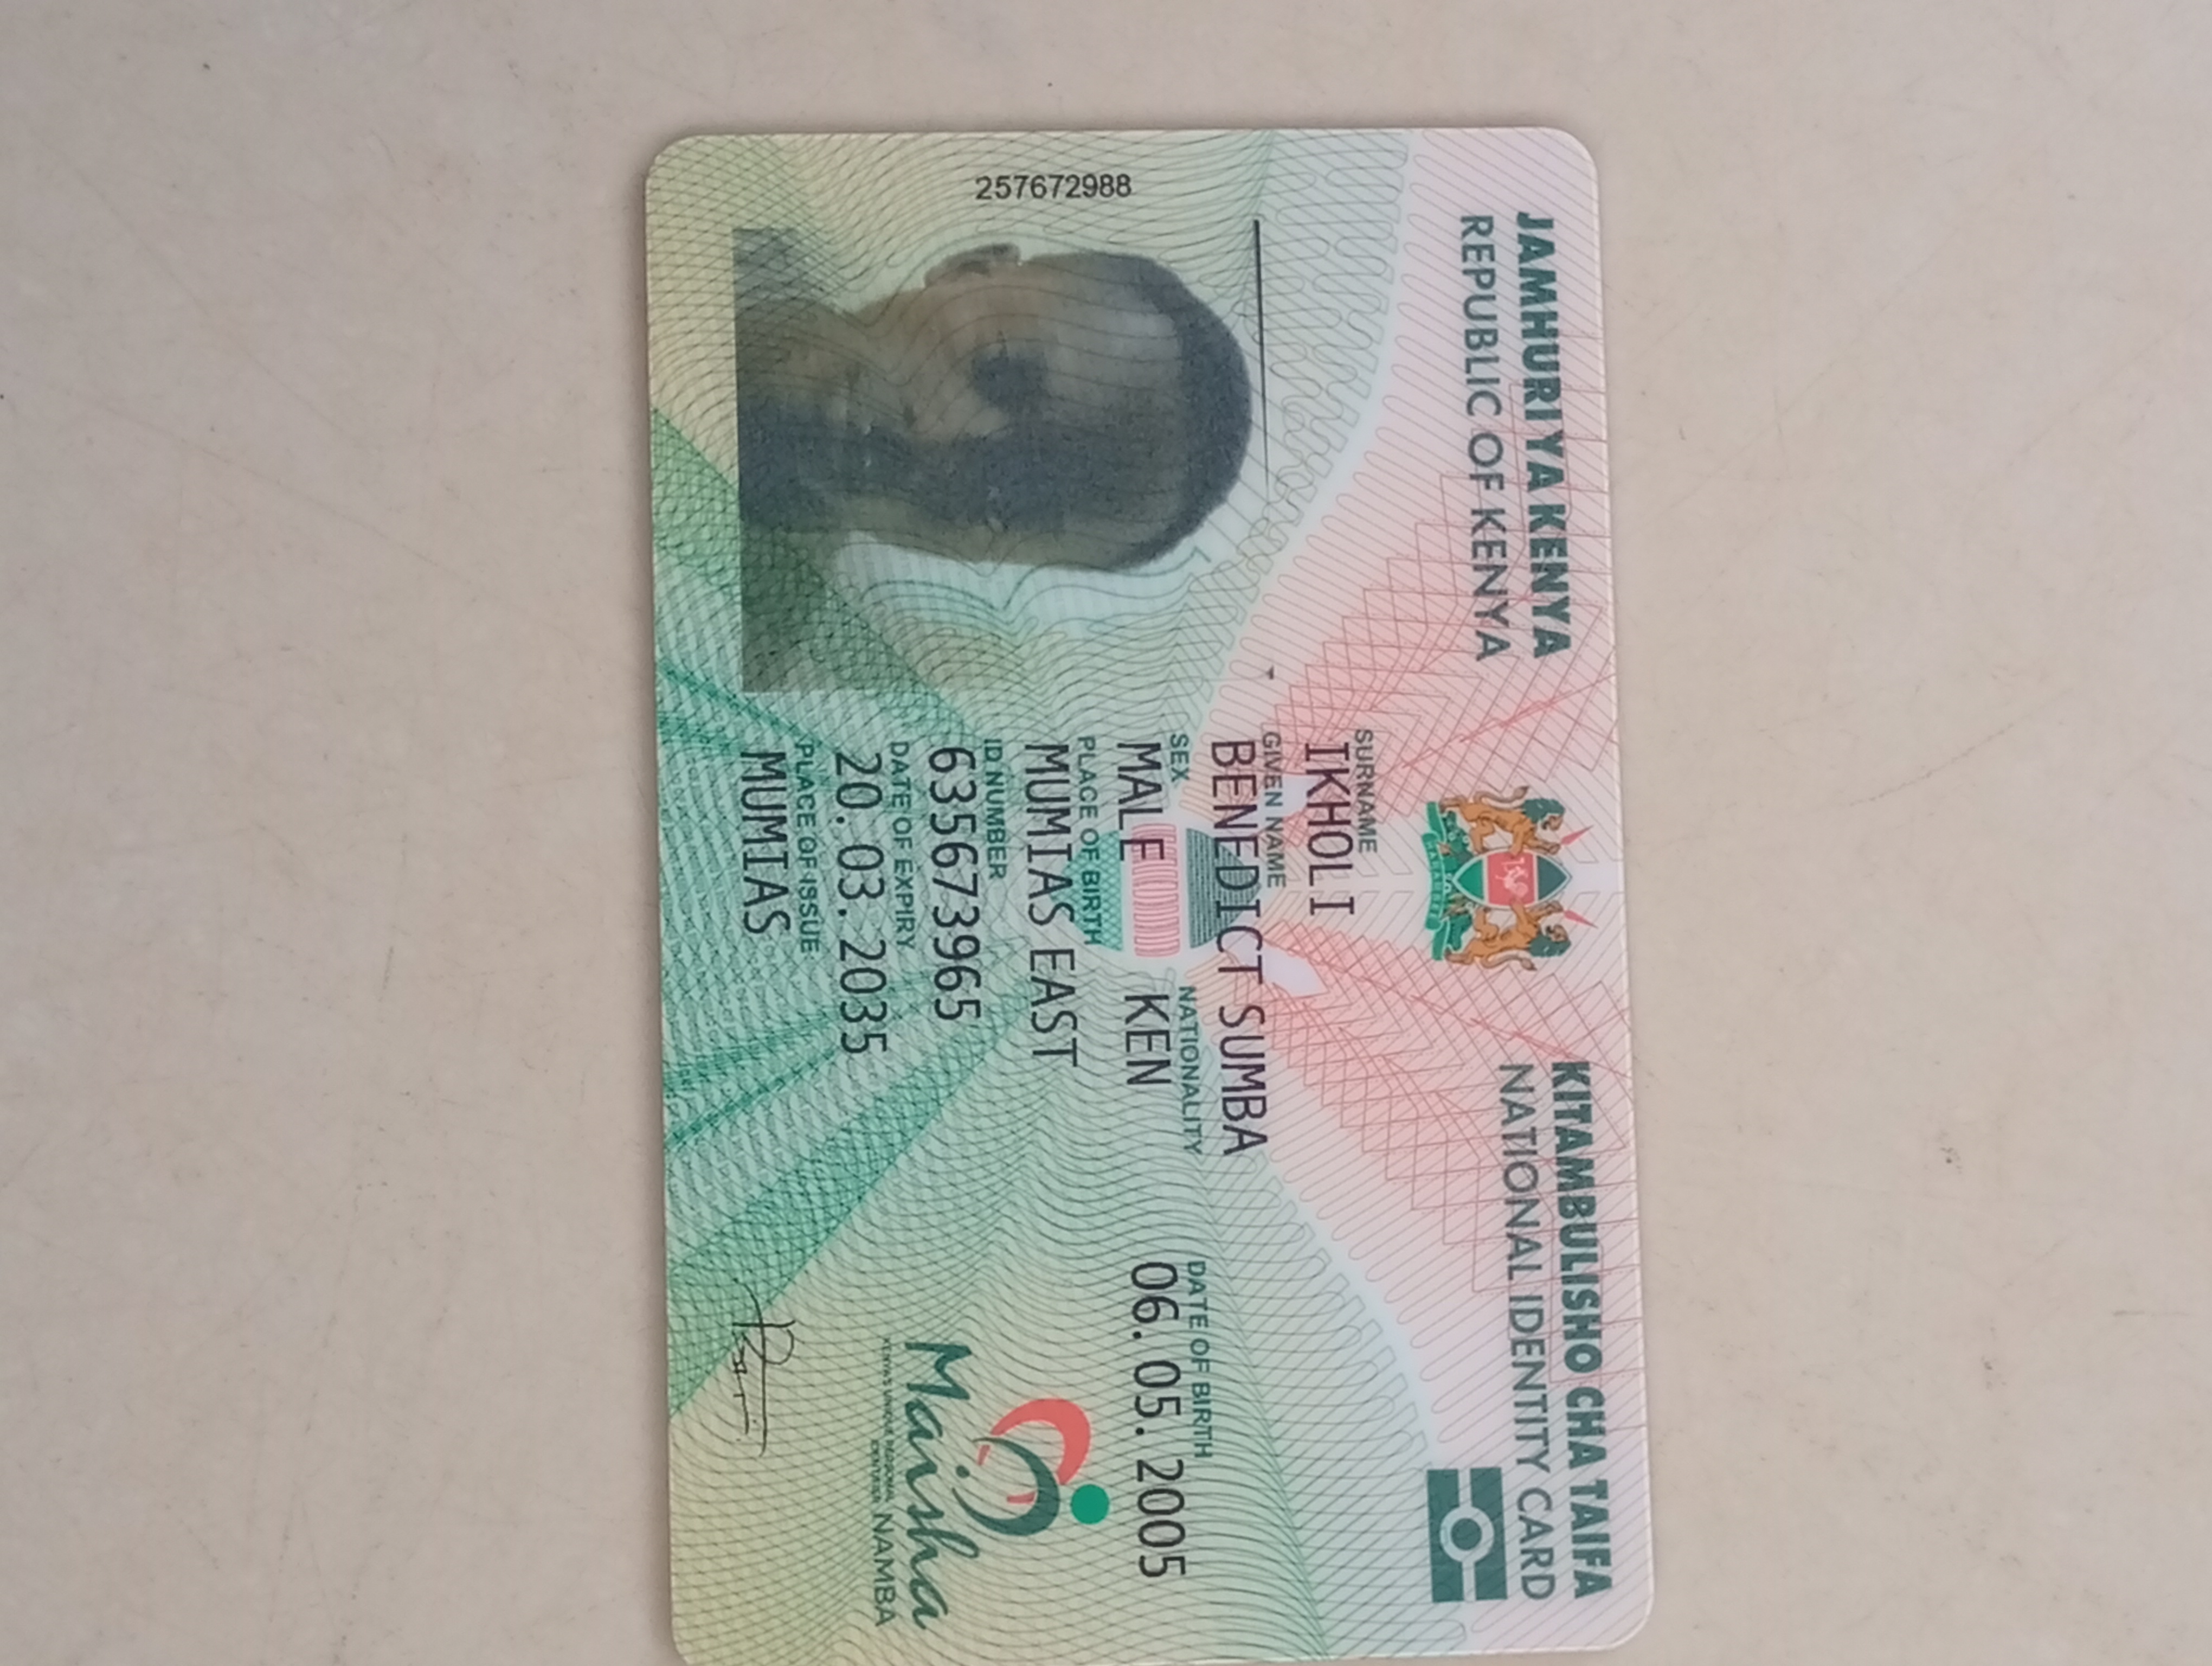 JAMHURI YA KENYA
REPUBLIC OF KENYA
KITAMBULISHO CHA TAIFA
NATIONAL IDENTITY CARD
257672988
SURNAME
IKHOLI
GIVEN NAME
BENEDICT SUMBA
SEX NATIONALITY DATE OF BIRTH
MALE KEN 06.05.2005
PLACE OF BIRTH
MUMIAS EAST
ID NUMBER
635673965
DATE OF EXPIRY
20.03.2035
PLACE OF ISSUE
MUMIAS
Maisha
NAMBA